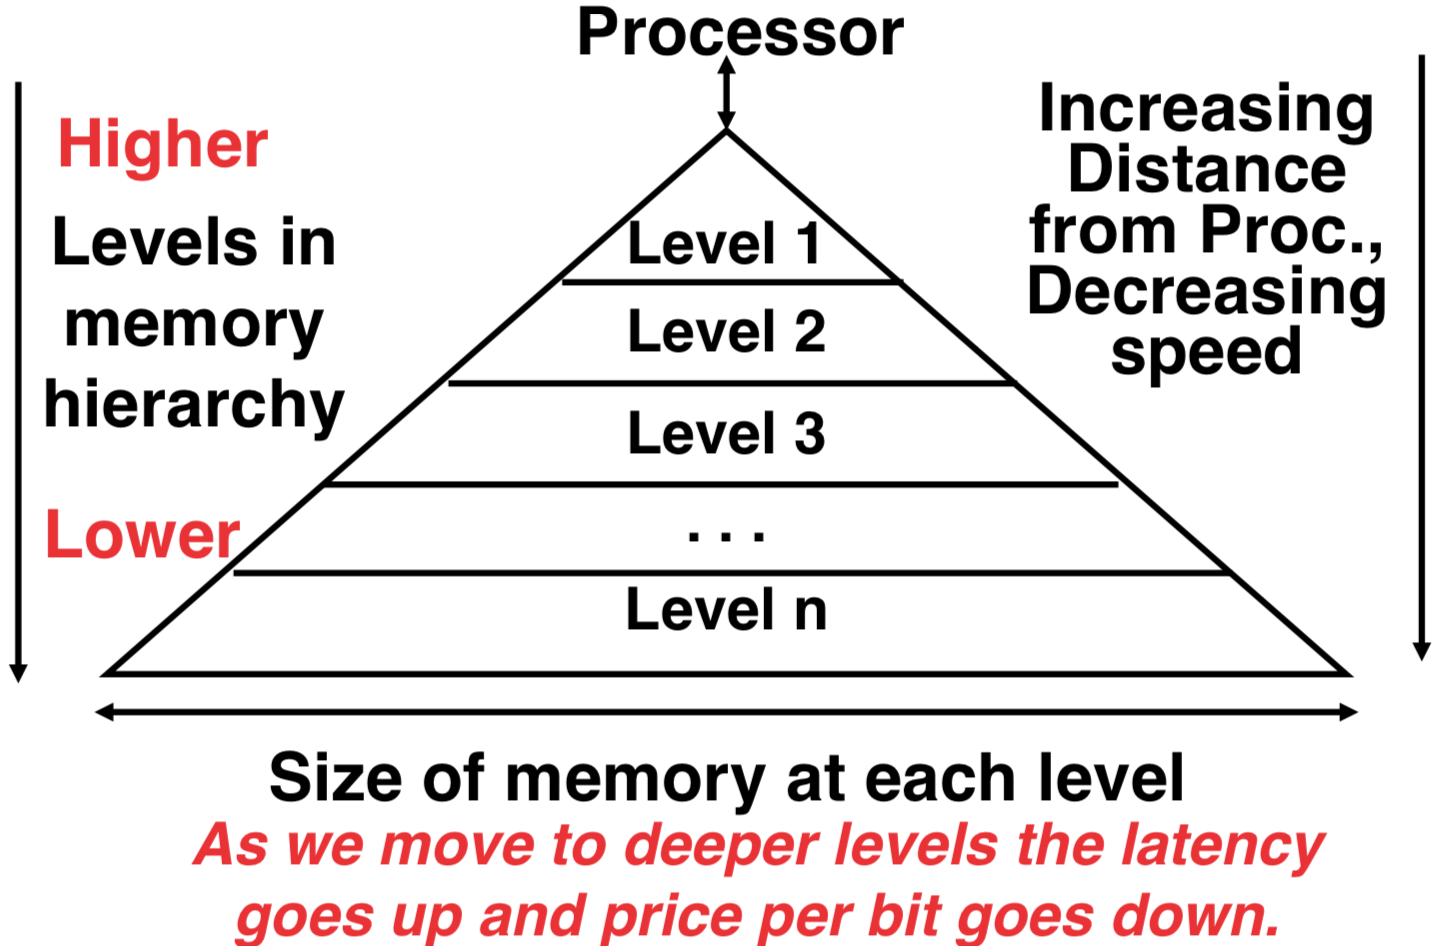 Processor
Higher
Levels in
memory
hierarchy
Lower
Level 1
Level 2
Level 3
. . .
Level n
Increasing
Distance
from Proc.,
Decreasing
speed
Size of memory at each level
As we move to deeper levels the latency
goes up and price per bit goes down.